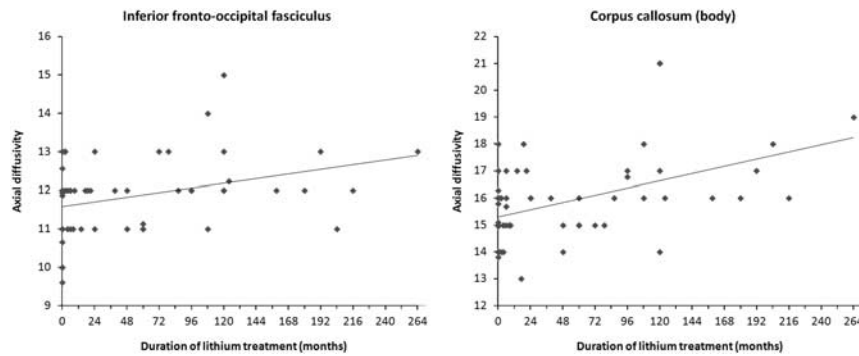 Inferior fronto-occipital fasciculus
Axial diffusivity
16
15
14
13
12
11
10
9
0 24 48 72 96 120 144 168 192 216 240 264
Duration of lithium treatment (months)
Corpus callosum (body)
Axial diffusivity
22
21
20
19
18
17
16
15
14
13
12
0 24 48 72 96 120 144 168 192 216 240 264
Duration of lithium treatment (months)